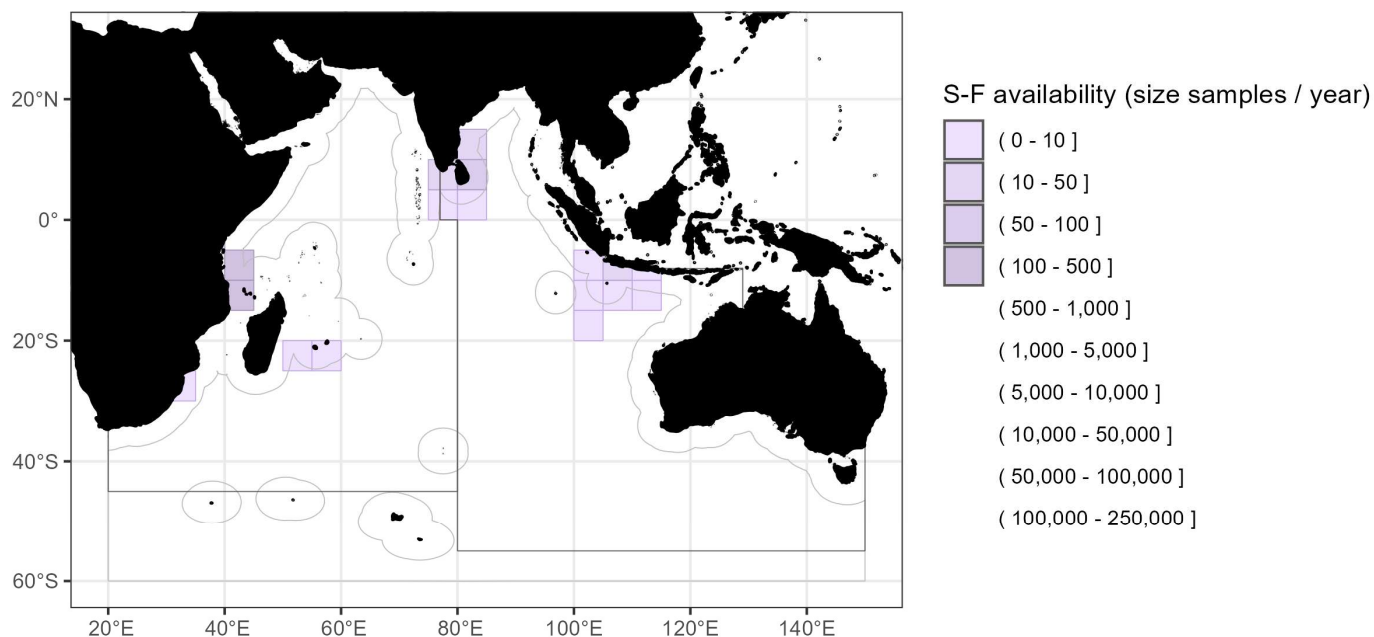 S-F availability (size samples / year)
( 0 - 10 ]
( 10 - 50 ]
( 50 - 100 ]
( 100 - 500 ]
( 500 - 1,000 ]
( 1,000 - 5,000 ]
( 5,000 - 10,000 ]
( 10,000 - 50,000 ]
( 50,000 - 100,000 ]
( 100,000 - 250,000 ]
20°N
0°
20°S
40°S
60°S
20°E 40°E 60°E 80°E 100°E 120°E 140°E